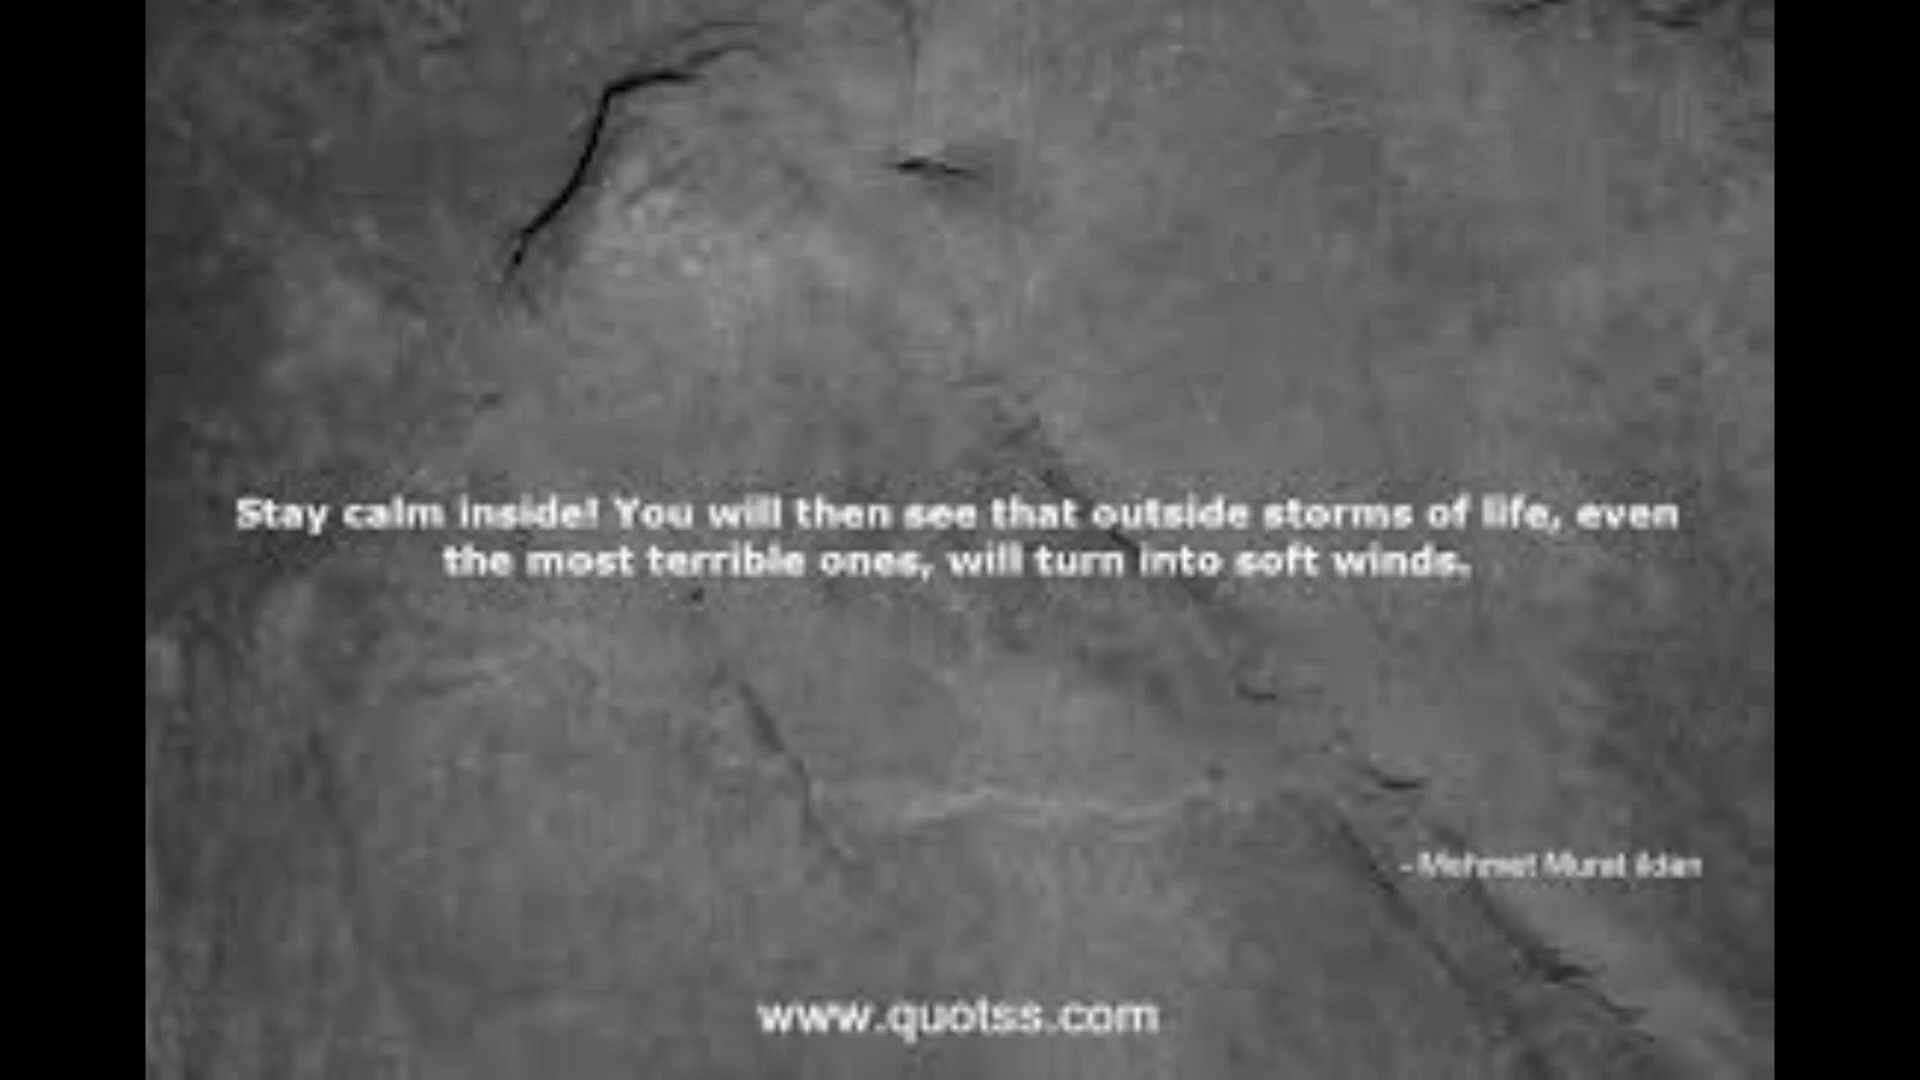 Stay calm inside! You will then see that outside storms of life, even
the most terrible ones, will turn into soft winds.
- Mehmet Murat ildan
www.quotss.com